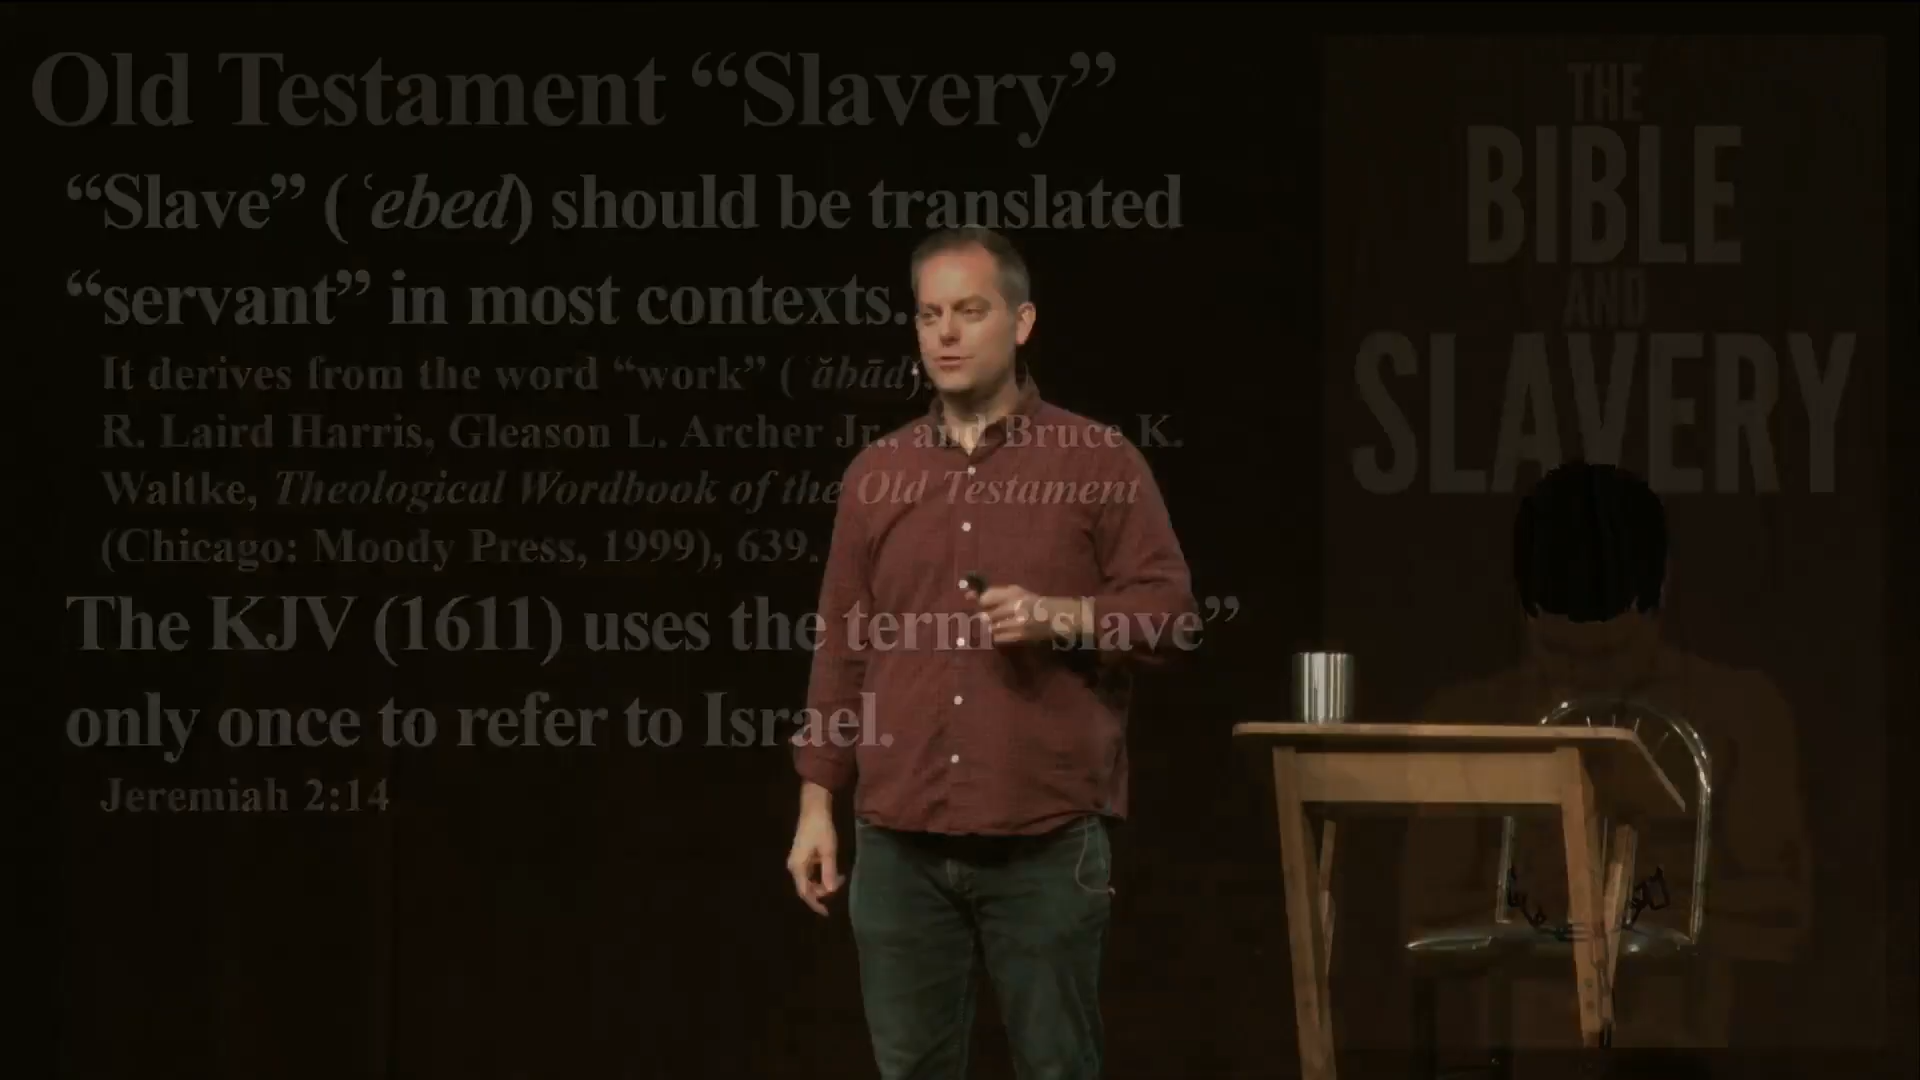 Old Testament “Slavery”
“Slave” (ʿebed) should be translated
“servant” in most contexts.
It derives from the word “work” (ʿăbād).
R. Laird Harris, Gleason L. Archer Jr., and Bruce K.
Waltke, Theological Wordbook of the Old Testament
(Chicago: Moody Press, 1999), 639.
The KJV (1611) uses the term “slave”
only once to refer to Israel.
Jeremiah 2:14
THE
BIBLE
AND
SLAVERY